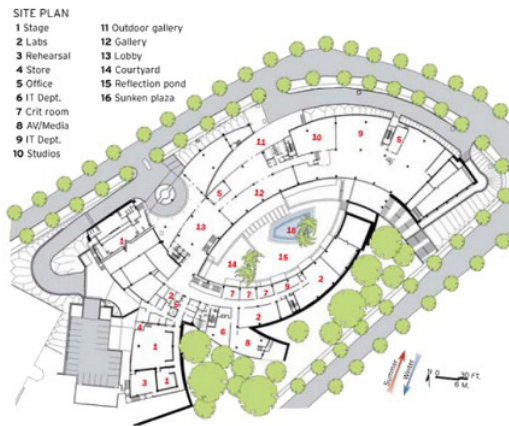 SITE PLAN
1 Stage
2 Labs
3 Rehearsal
4 Store
5 Office
6 IT Dept.
7 Crit room
8 AV/Media
9 IT Dept.
10 Studios
11 Outdoor gallery
12 Gallery
13 Lobby
14 Courtyard
15 Reflection pond
16 Sunken plaza
11
10
9
5
5
12
13
1
16
15
14
7
7
7
9
2
2
2
4
1
6
8
3
1
Summer
Winter
N
0
30 FT.
6 M.